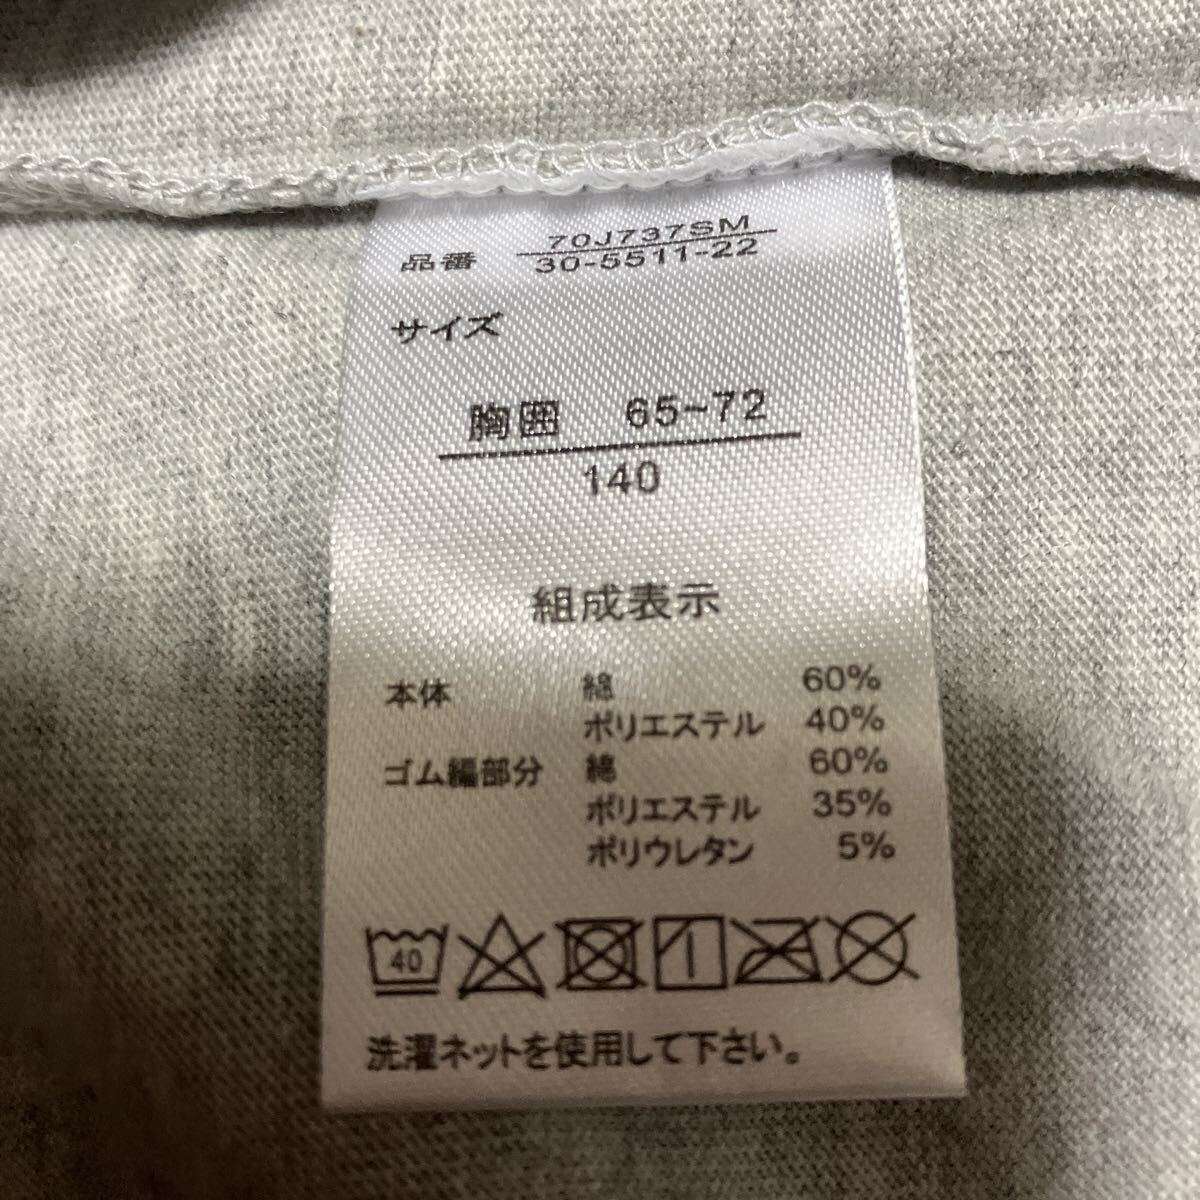 70J737SM
品番 30-5511-22
サイズ
胸囲 65~72
140
組成表示
本体 綿 60%
ポリエステル 40%
ゴム編部分 綿 60%
ポリエステル 35%
ポリウレタン 5%
40
洗濯ネットを使用して下さい。